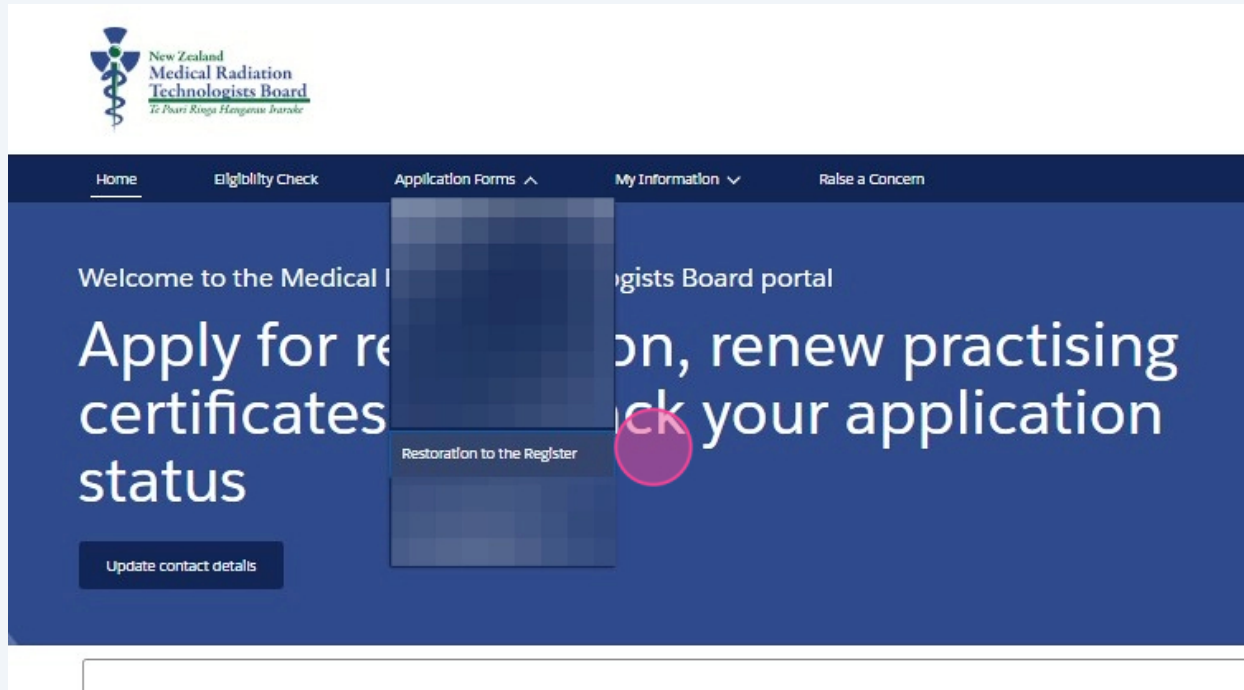 New Zealand
Medical Radiation
Technologists Board
Te Poari Ringa Hangarau Iraruke
Home Eligibility Check Application Forms My Information Raise a Concern
Welcome to the Medical ogists Board portal
Apply for re on, renew practising
certificates ck your application
status
Restoration to the Register
Update contact details